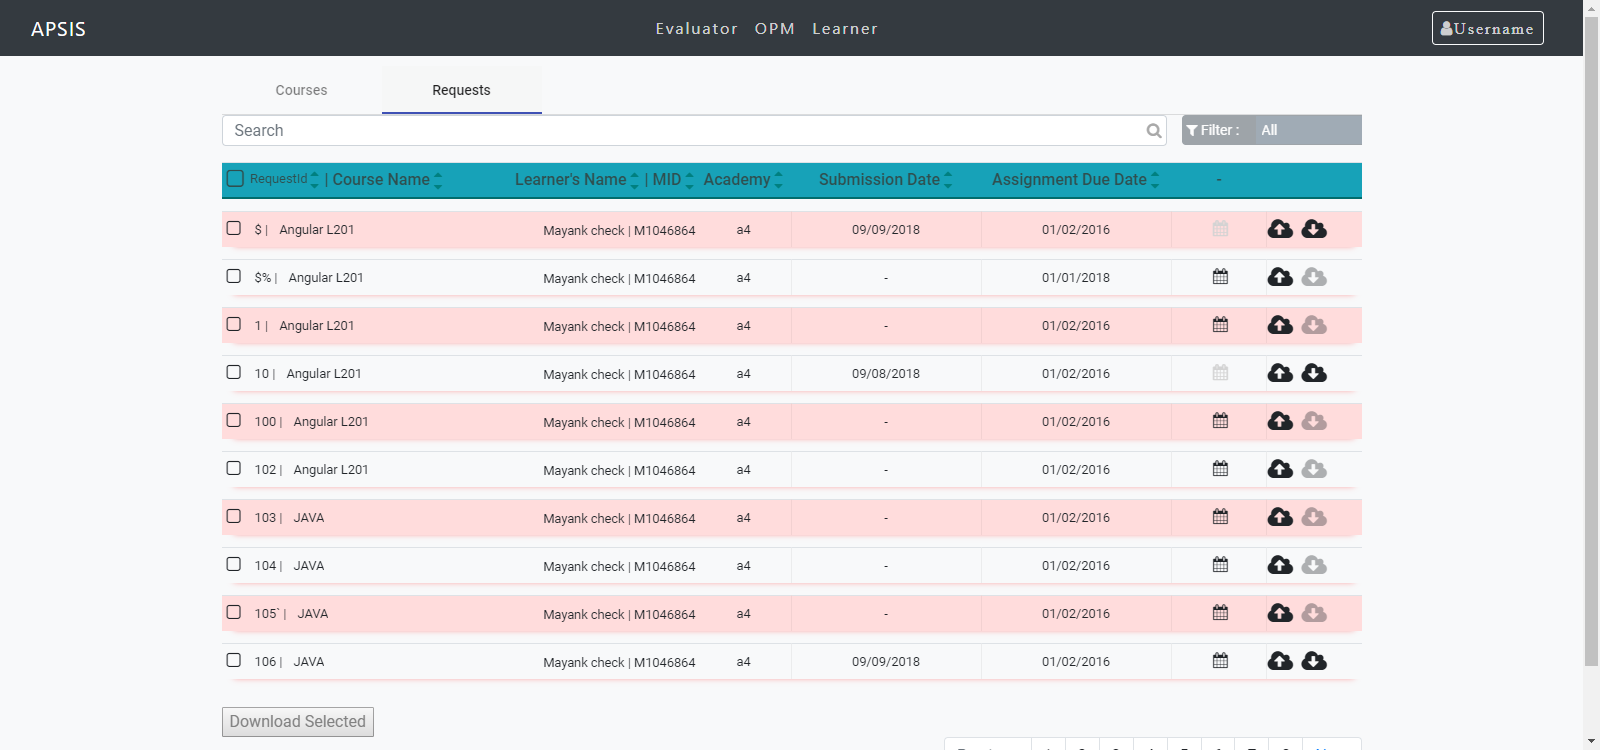 APSIS Evaluator OPM Learner Username
Courses Requests
Search Filter : All
RequestId | Course Name Learner's Name | MID Academy Submission Date Assignment Due Date -
$ | Angular L201 Mayank check | M1046864 a4 09/09/2018 01/02/2016
$% | Angular L201 Mayank check | M1046864 a4 - 01/01/2018
1 | Angular L201 Mayank check | M1046864 a4 - 01/02/2016
10 | Angular L201 Mayank check | M1046864 a4 09/08/2018 01/02/2016
100 | Angular L201 Mayank check | M1046864 a4 - 01/02/2016
102 | Angular L201 Mayank check | M1046864 a4 - 01/02/2016
103 | JAVA Mayank check | M1046864 a4 - 01/02/2016
104 | JAVA Mayank check | M1046864 a4 - 01/02/2016
105` | JAVA Mayank check | M1046864 a4 - 01/02/2016
106 | JAVA Mayank check | M1046864 a4 09/09/2018 01/02/2016
Download Selected